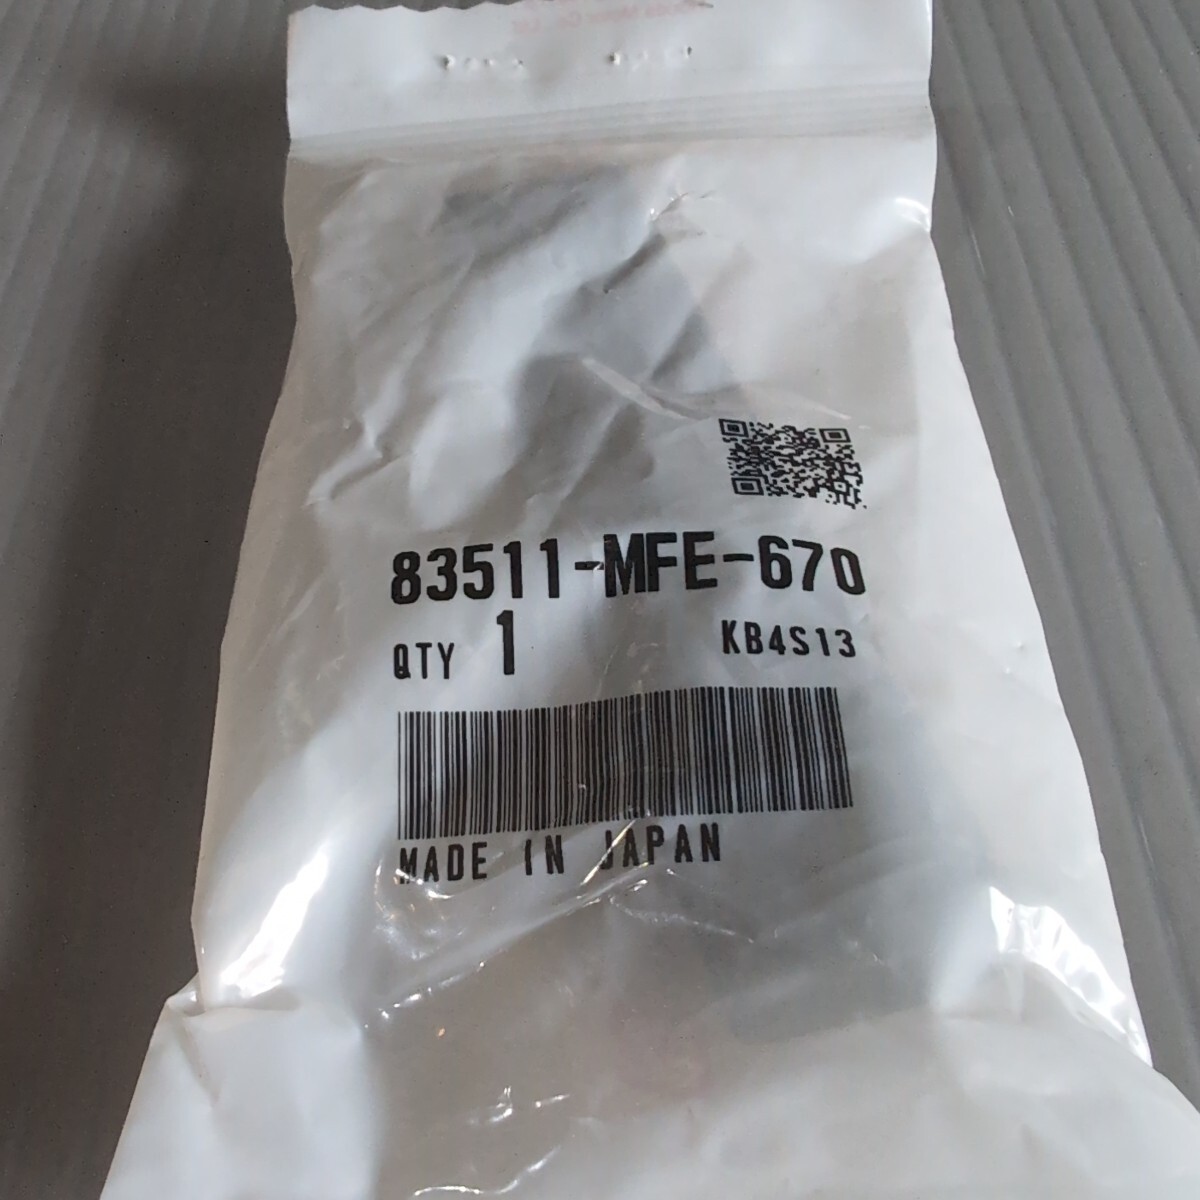 83511-MFE-670
QTY 1 KB4S13
MADE IN JAPAN